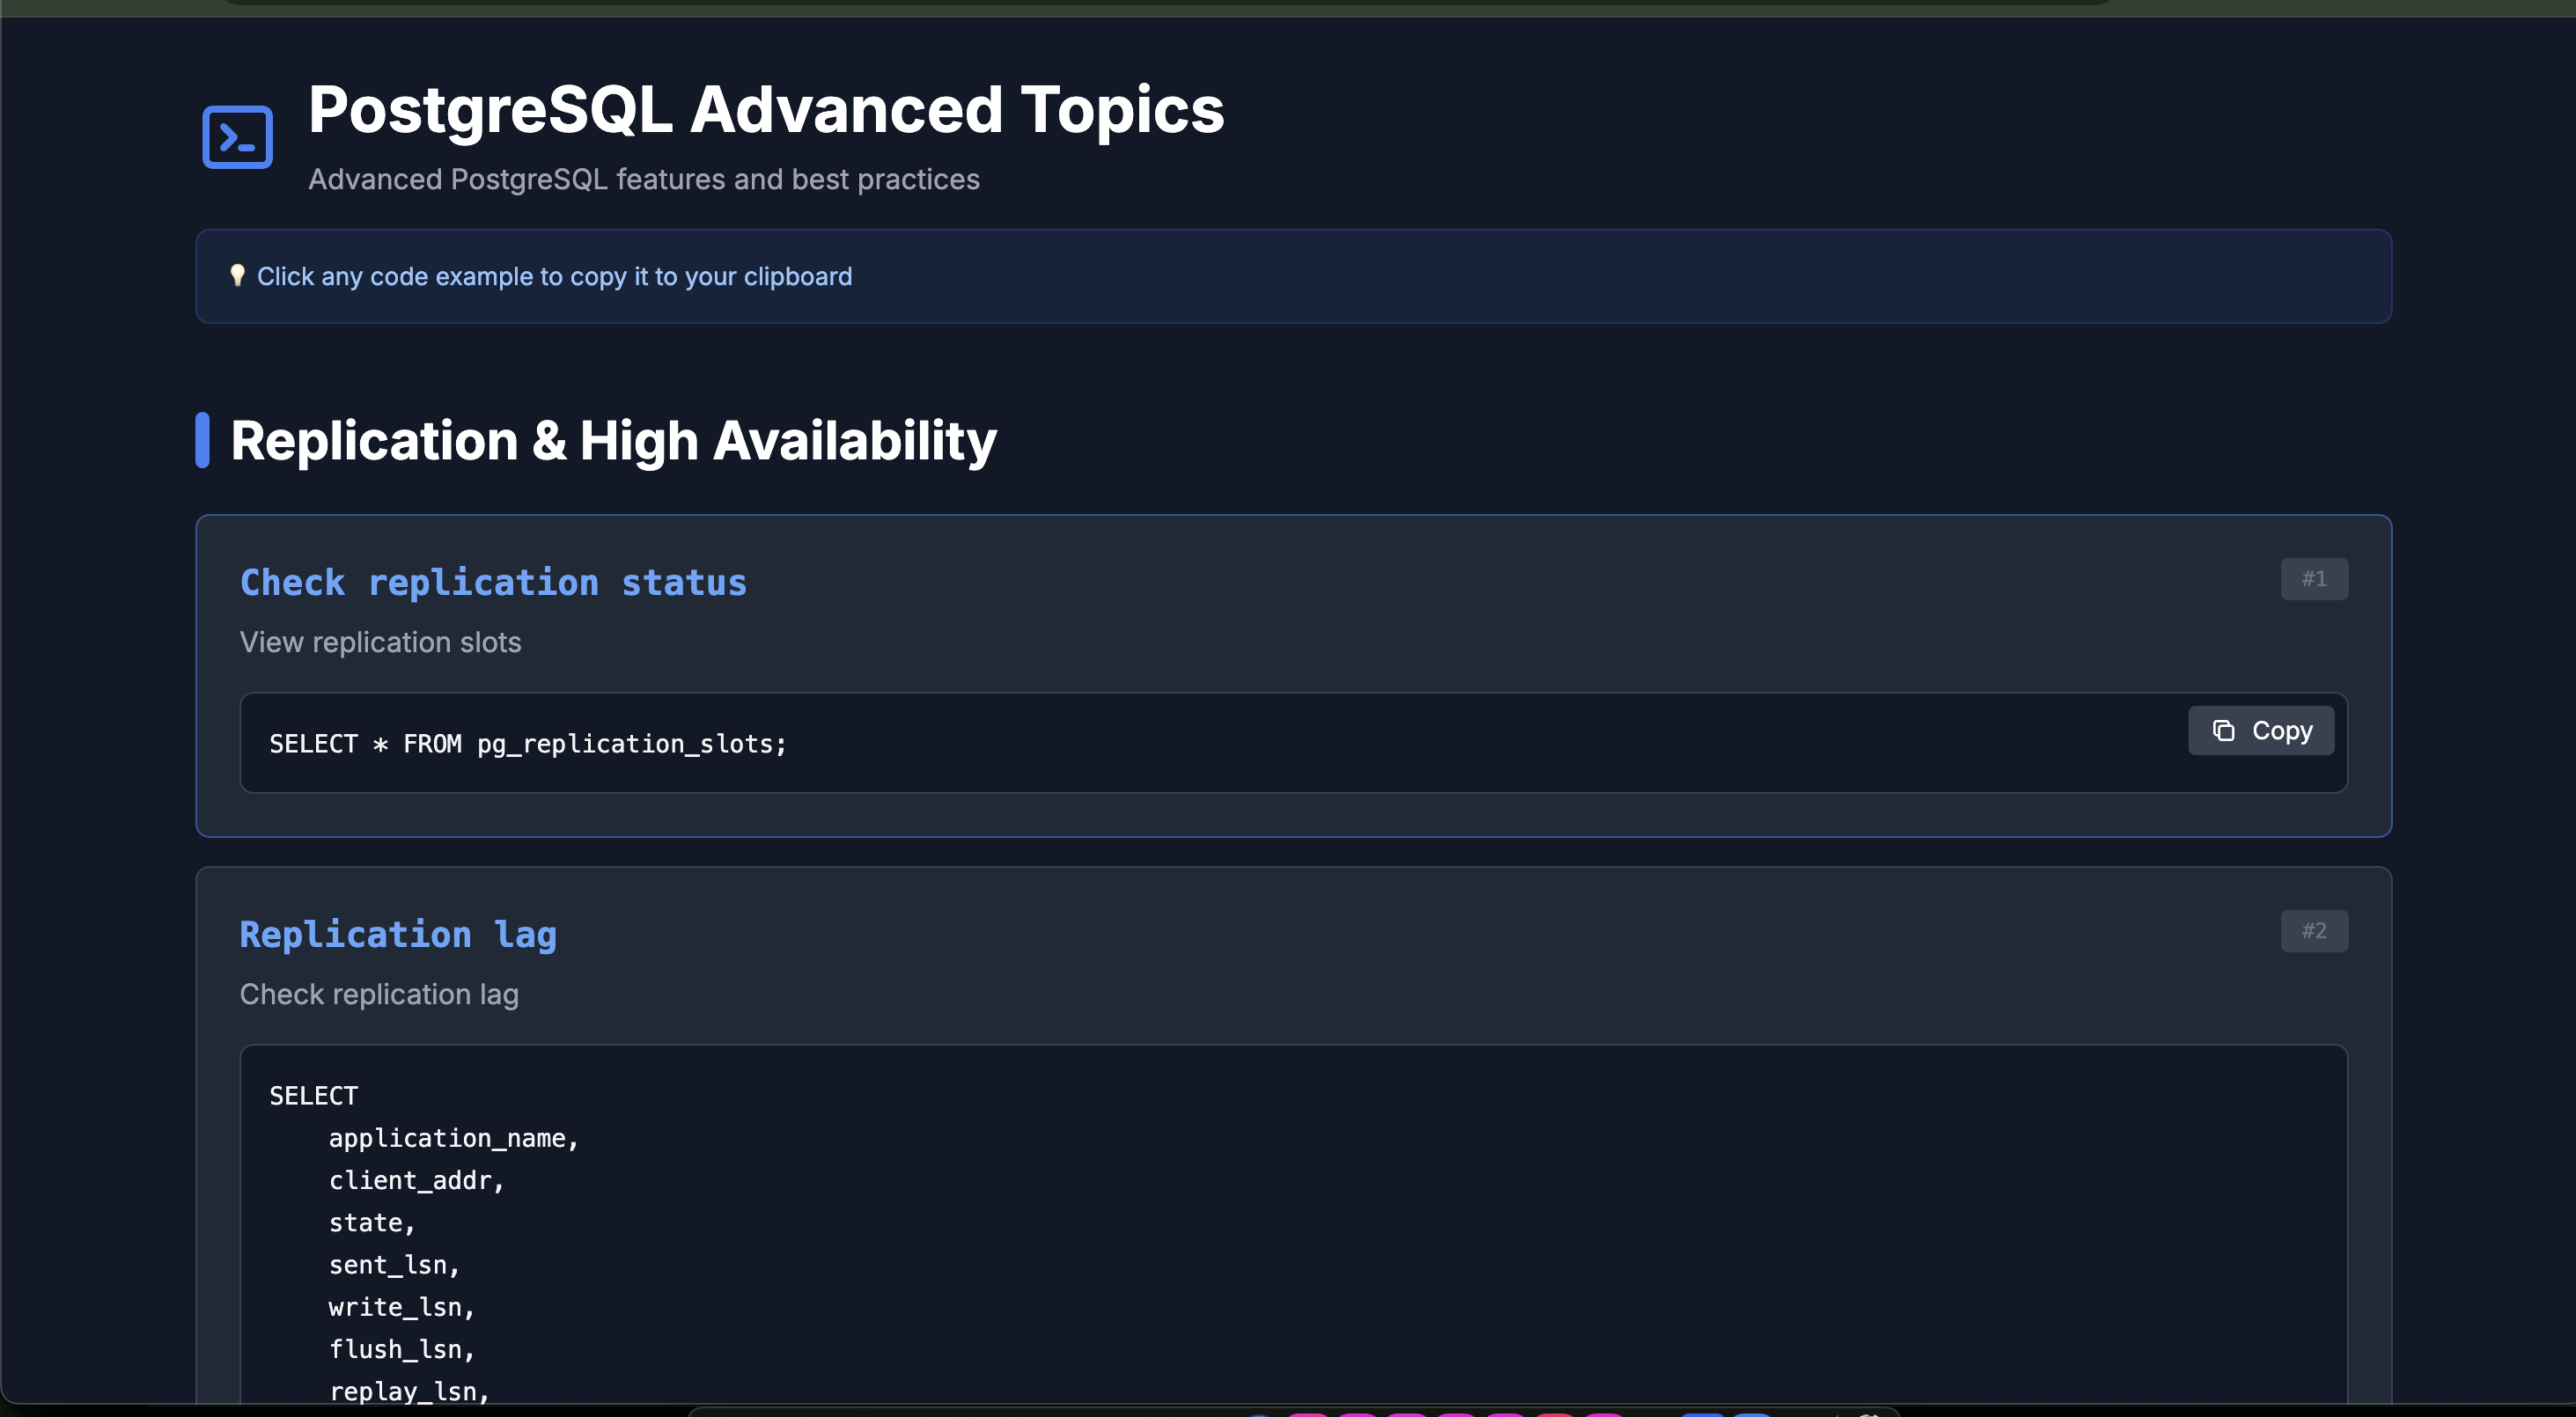 PostgreSQL Advanced Topics
Advanced PostgreSQL features and best practices
💡 Click any code example to copy it to your clipboard
Replication & High Availability
Check replication status
#1
View replication slots
SELECT * FROM pg_replication_slots;
Copy
Replication lag
#2
Check replication lag
SELECT
    application_name,
    client_addr,
    state,
    sent_lsn,
    write_lsn,
    flush_lsn,
    replay_lsn,